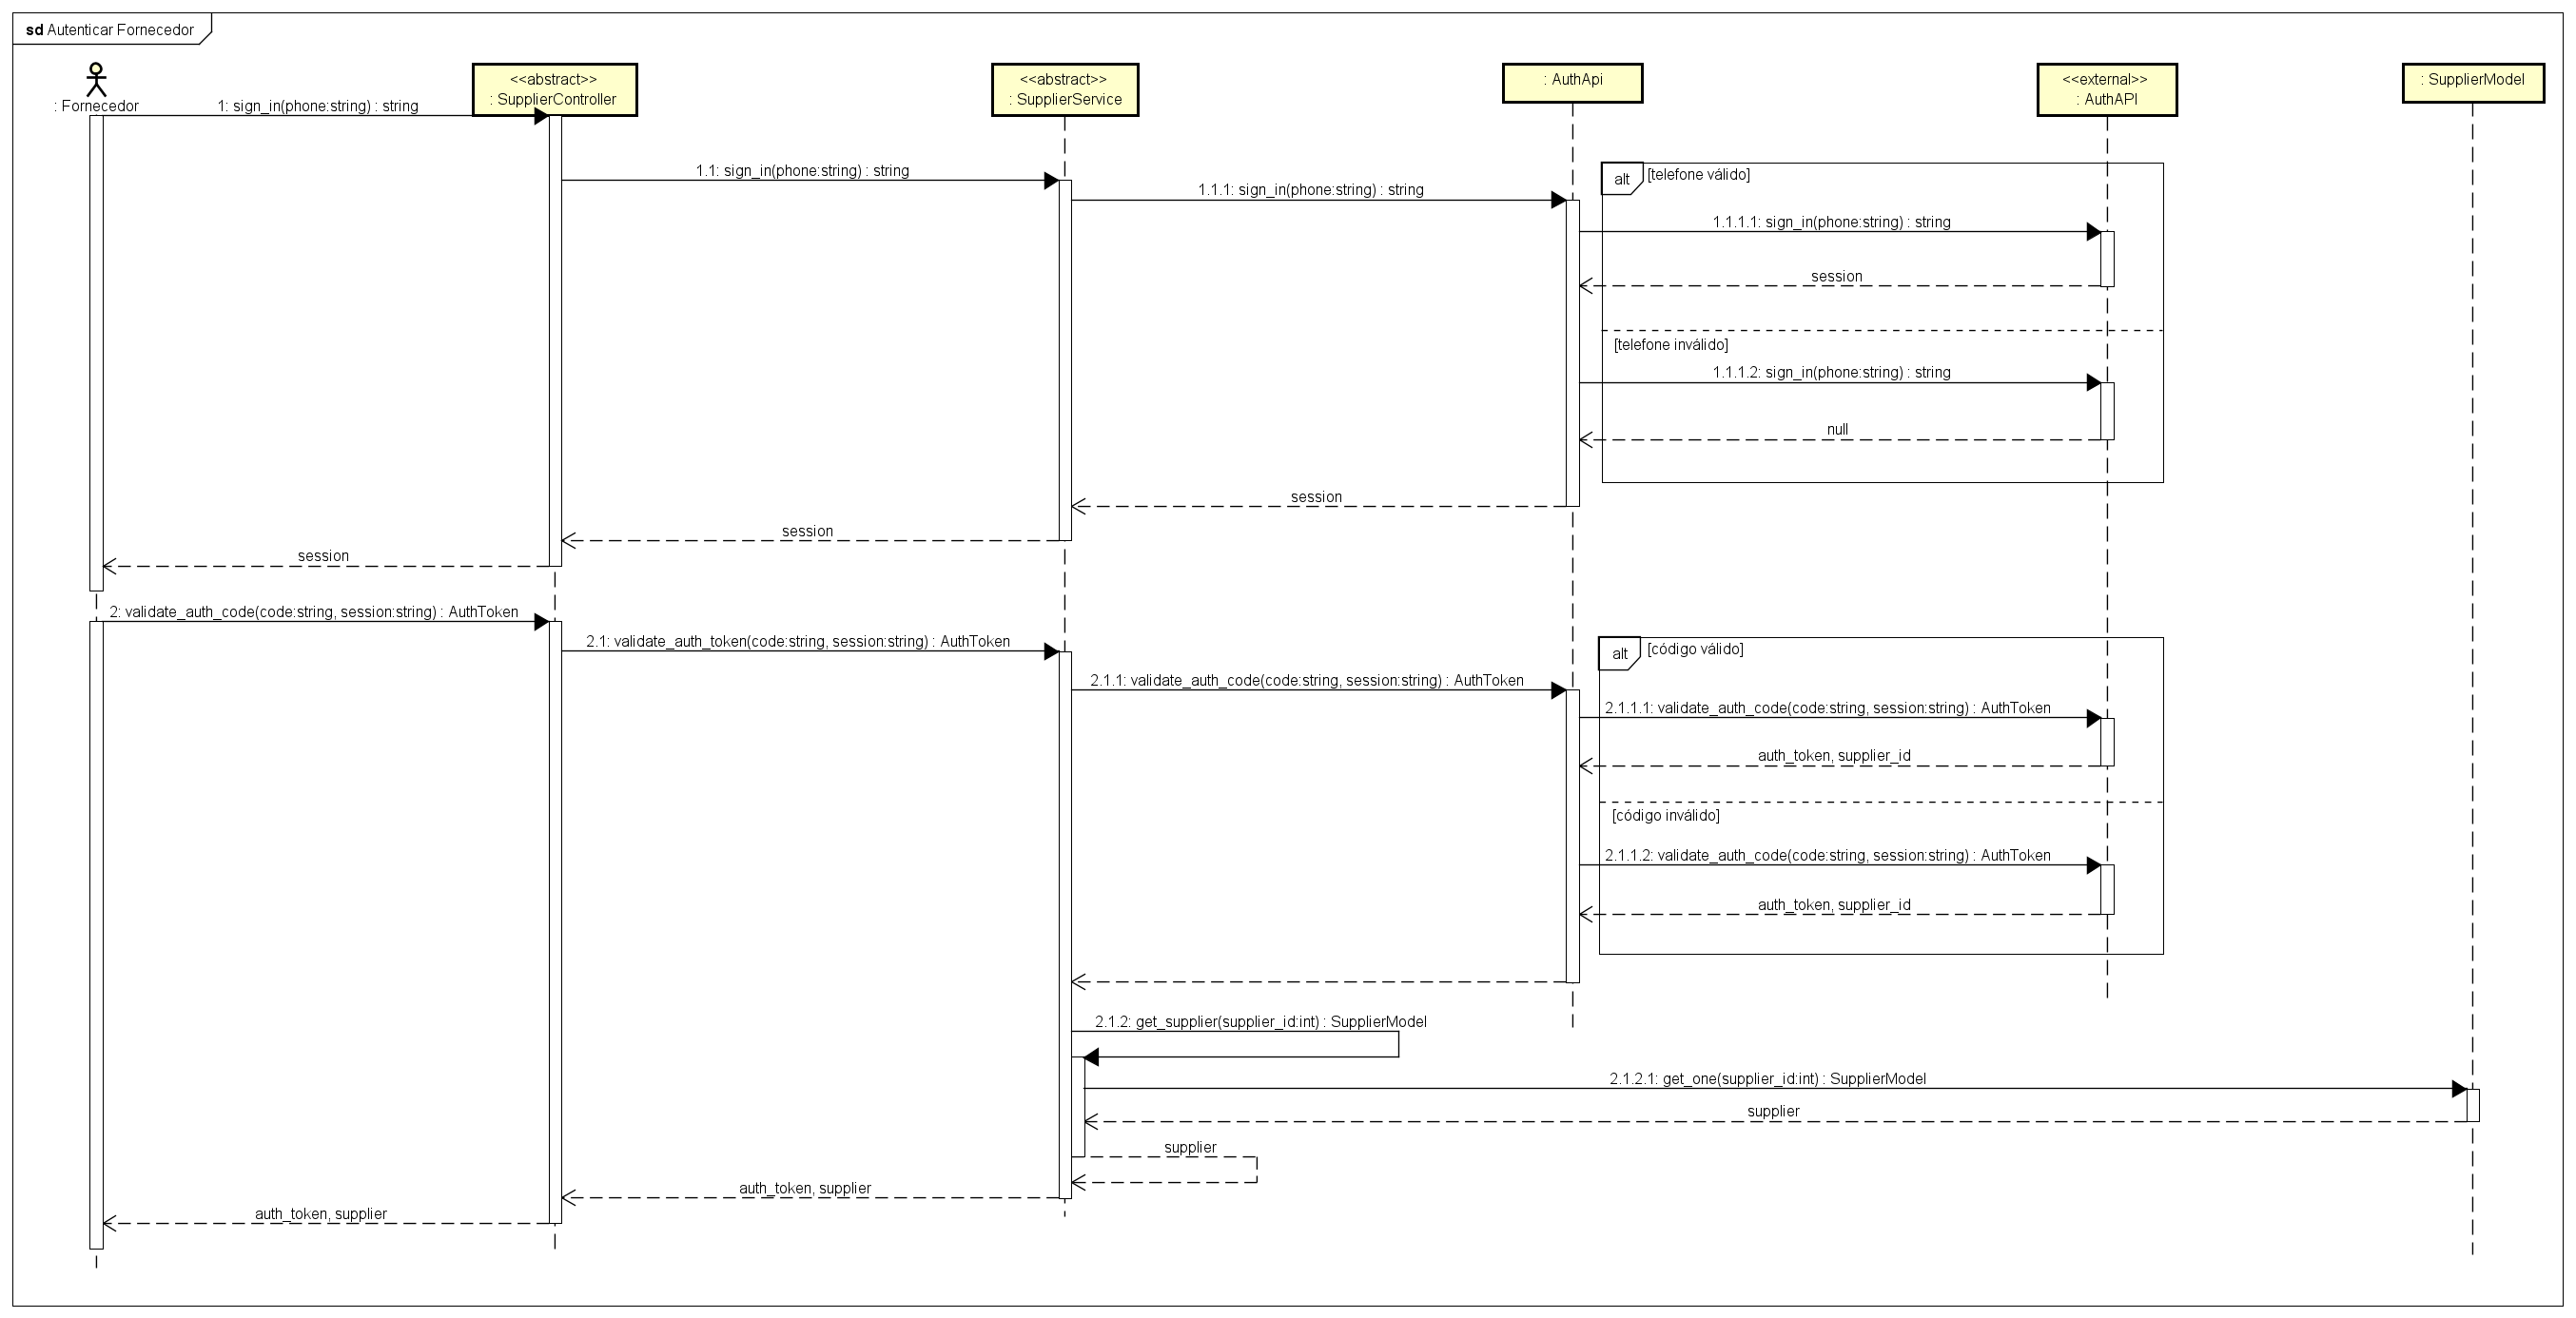 sd Autenticar Fornecedor
: Fornecedor
<<abstract>>
: SupplierController
<<abstract>>
: SupplierService
: AuthApi
<<external>>
: AuthAPI
: SupplierModel
1: sign_in(phone:string) : string
1.1: sign_in(phone:string) : string
1.1.1: sign_in(phone:string) : string
alt
[telefone válido]
1.1.1.1: sign_in(phone:string) : string
session
[telefone inválido]
1.1.1.2: sign_in(phone:string) : string
null
session
session
session
2: validate_auth_code(code:string, session:string) : AuthToken
2.1: validate_auth_token(code:string, session:string) : AuthToken
alt
[código válido]
2.1.1: validate_auth_code(code:string, session:string) : AuthToken
2.1.1.1: validate_auth_code(code:string, session:string) : AuthToken
auth_token, supplier_id
[código inválido]
2.1.1.2: validate_auth_code(code:string, session:string) : AuthToken
auth_token, supplier_id
2.1.2: get_supplier(supplier_id:int) : SupplierModel
2.1.2.1: get_one(supplier_id:int) : SupplierModel
supplier
supplier
auth_token, supplier
auth_token, supplier